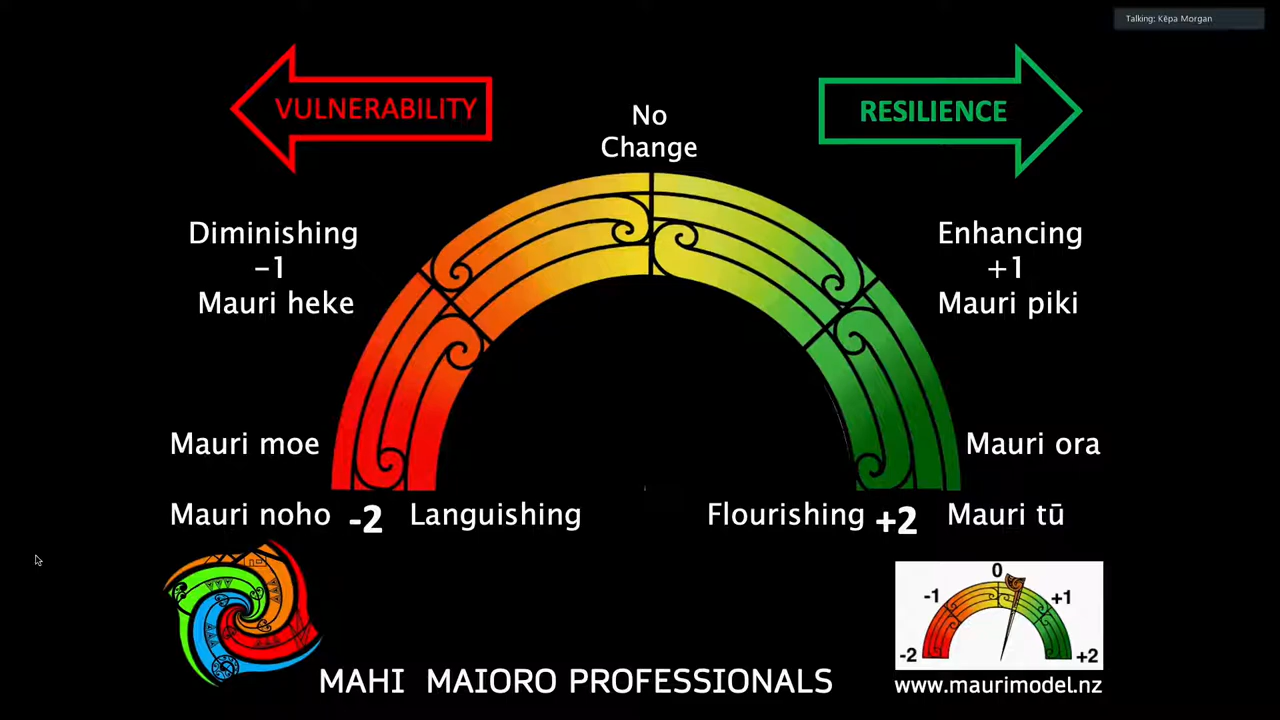 Talking: Kēpa Morgan
VULNERABILITY
RESILIENCE
No
Change
Diminishing
-1
Mauri heke
Enhancing
+1
Mauri piki
Mauri moe
Mauri ora
Mauri noho -2 Languishing
Flourishing +2 Mauri tū
0
-1
+1
-2
+2
MAHI MAIORO PROFESSIONALS
www.maurimodel.nz